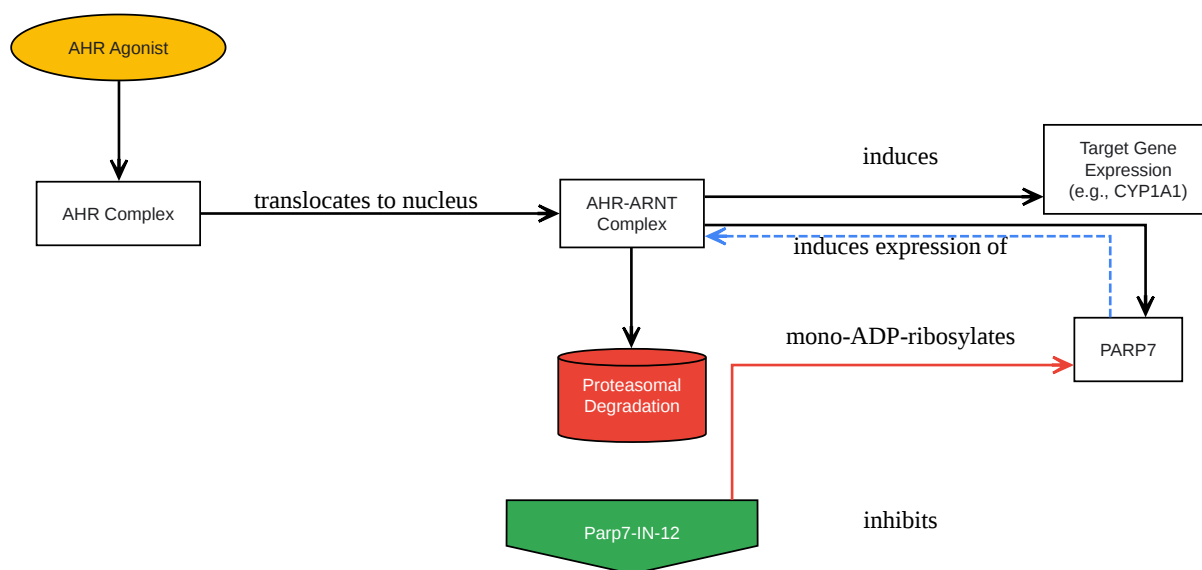 AHR Agonist
induces
Target Gene
Expression
(e.g., CYP1A1)
AHR Complex
translocates to nucleus
AHR-ARNT
Complex
induces expression of
mono-ADP-ribosylates
PARP7
Proteasomal
Degradation
Parp7-IN-12
inhibits